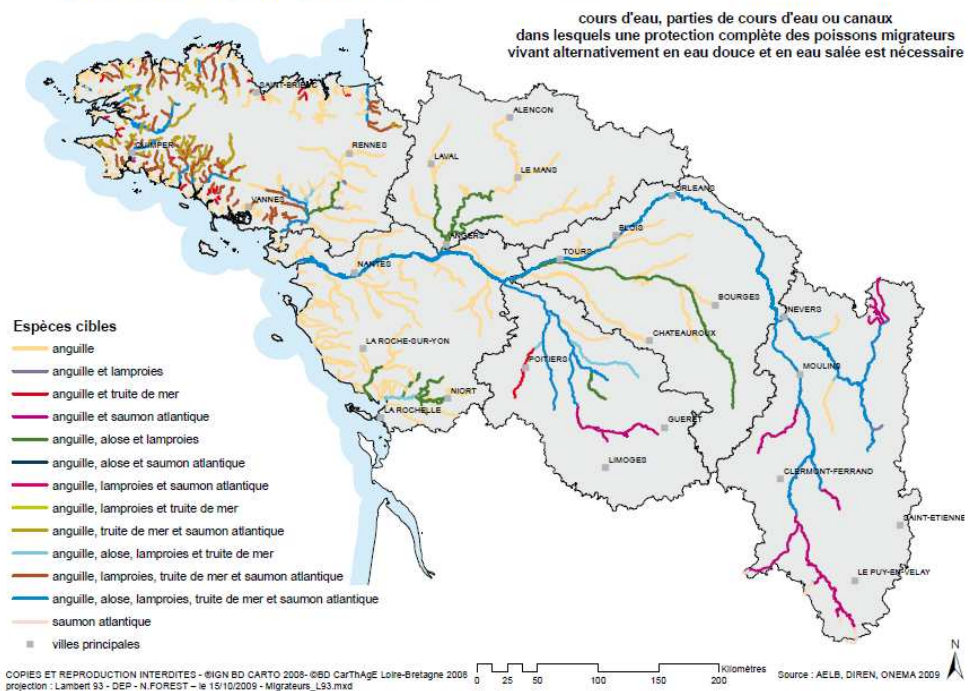 cours d'eau, parties de cours d'eau ou canaux
dans lesquels une protection complète des poissons migrateurs
vivant alternativement en eau douce et en eau salée est nécessaire
ALENCON
SAINT-BRIEUC
QUIMPER
RENNES
LAVAL
LE MANS
VANNES
ORLEANS
ANGERS
BLOIS
TOURS
NANTES
BOURGES
NEVERS
CHATEAUROUX
LA ROCHE-SUR-YON
POITIERS
MOULINS
NIORT
LA ROCHELLE
GUERET
LIMOGES
CLERMONT-FERRAND
SAINT-ETIENNE
LE PUY-EN-VELAY
Espèces cibles
anguille
anguille et lamproies
anguille et truite de mer
anguille et saumon atlantique
anguille, alose et lamproies
anguille, alose et saumon atlantique
anguille, lamproies et saumon atlantique
anguille, lamproies et truite de mer
anguille, truite de mer et saumon atlantique
anguille, alose, lamproies et truite de mer
anguille, lamproies, truite de mer et saumon atlantique
anguille, alose, lamproies, truite de mer et saumon atlantique
saumon atlantique
villes principales
N
Kilomètres
0 25 50 100 150 200
COPIES ET REPRODUCTION INTERDITES - ©IGN BD CARTO 2008- ©BD CarThAgE Loire-Bretagne 2008
projection : Lambert 93 - DEP - N.FOREST – le 15/10/2009 - Migrateurs_L93.mxd
Source : AELB, DIREN, ONEMA 2009